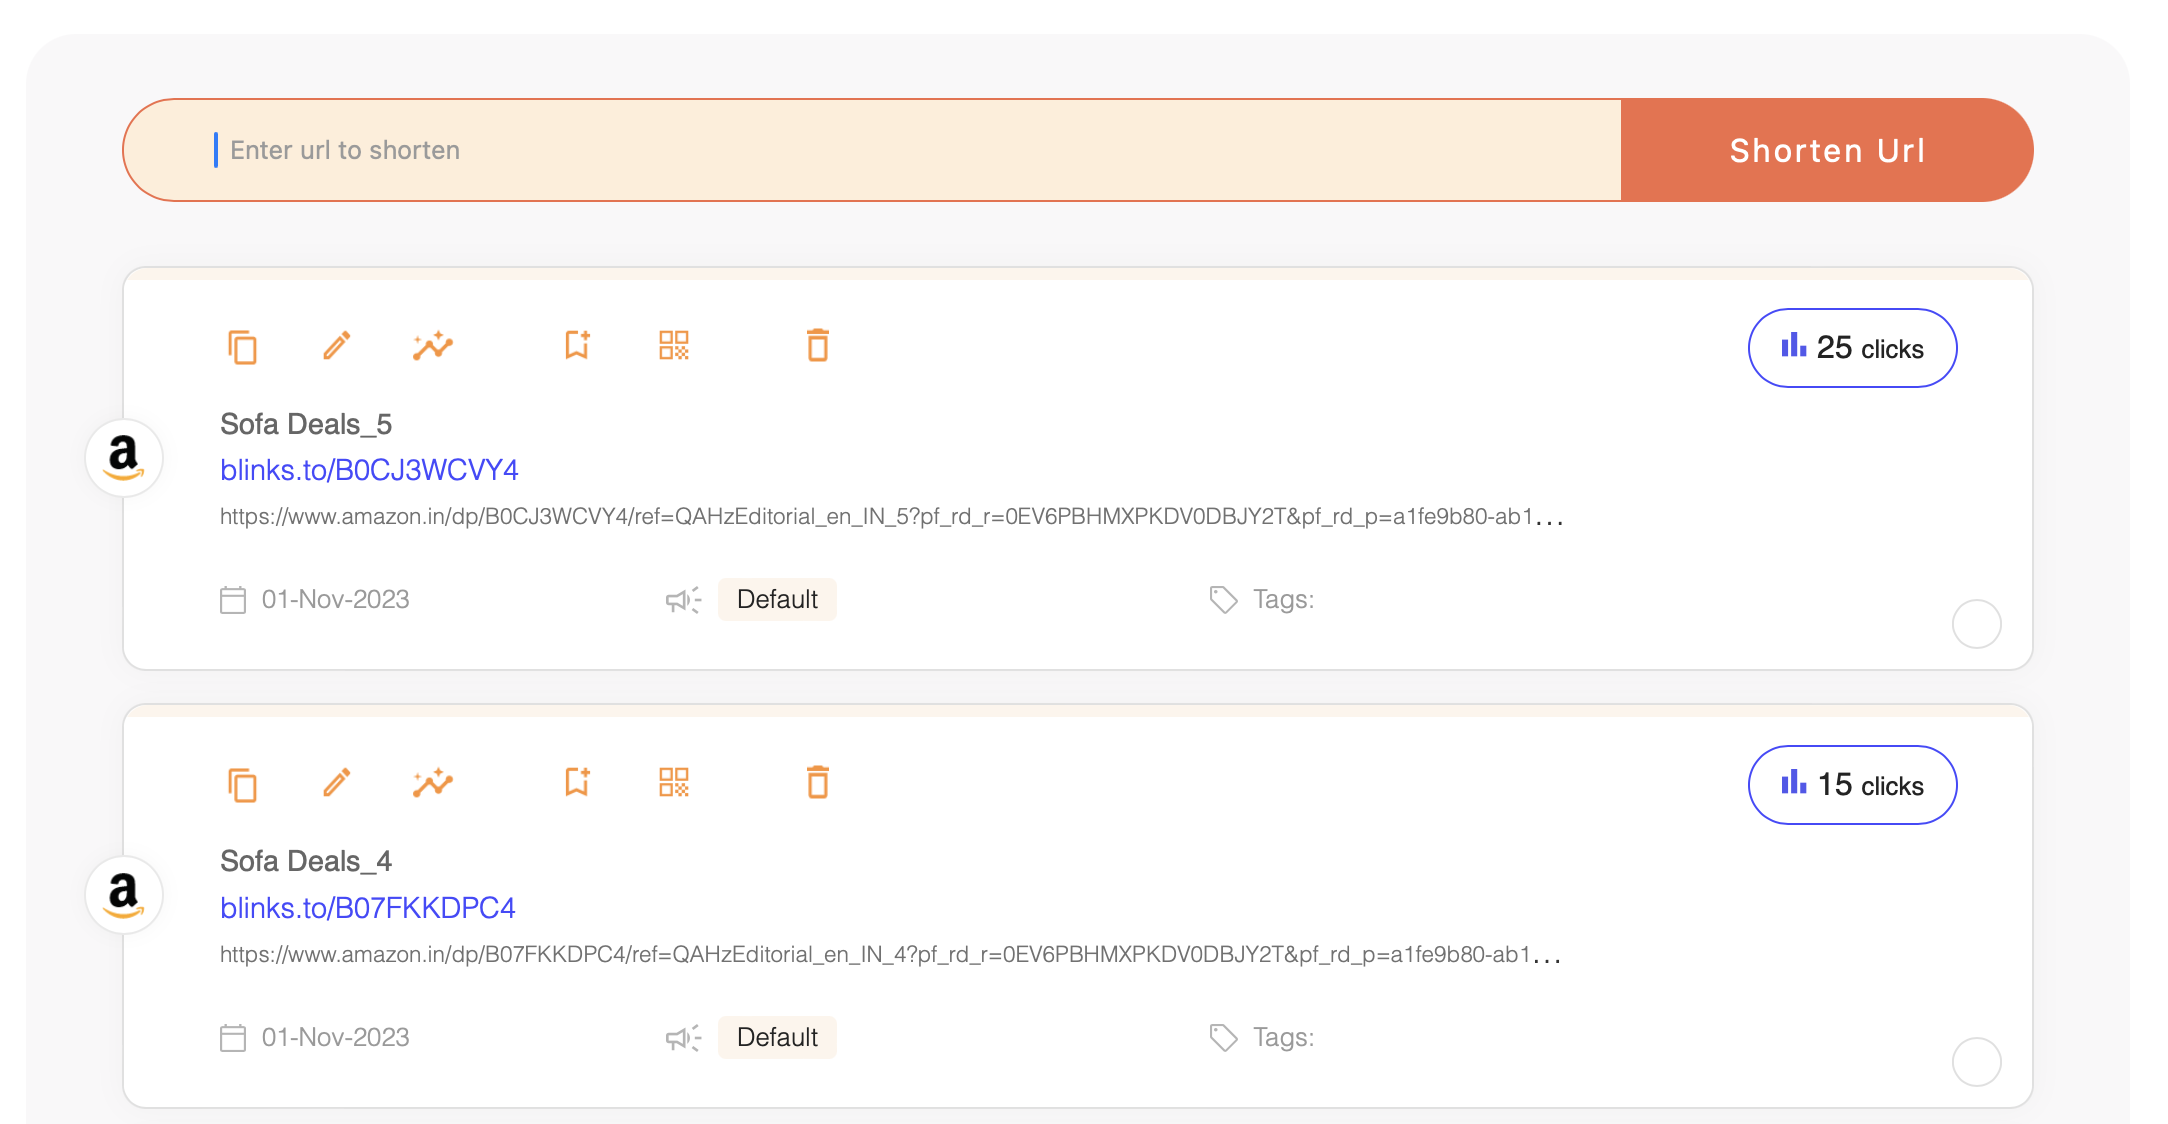 Enter url to shorten
Shorten Url
25 clicks
Sofa Deals_5
blinks.to/B0CJ3WCVY4
https://www.amazon.in/dp/B0CJ3WCVY4/ref=QAHzEditorial_en_IN_5?pf_rd_r=0EV6PBHMXPKDV0DBJY2T&pf_rd_p=a1fe9b80-ab1...
a
01-Nov-2023
Default
Tags:
15 clicks
Sofa Deals_4
blinks.to/B07FKKDPC4
https://www.amazon.in/dp/B07FKKDPC4/ref=QAHzEditorial_en_IN_4?pf_rd_r=0EV6PBHMXPKDV0DBJY2T&pf_rd_p=a1fe9b80-ab1...
a
01-Nov-2023
Default
Tags: